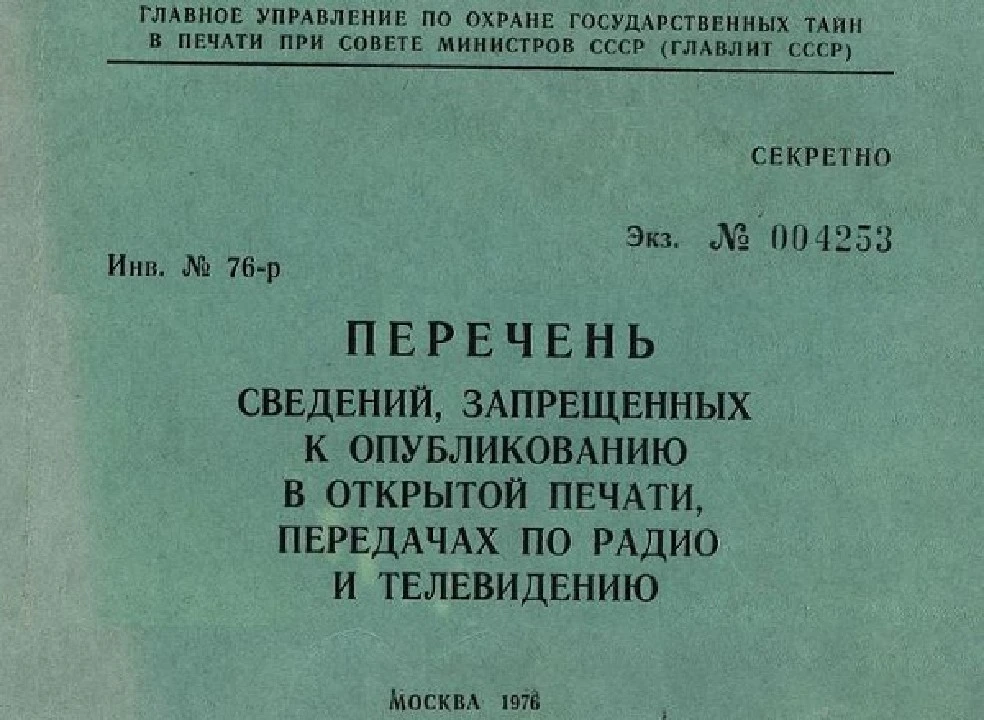 ГЛАВНОЕ УПРАВЛЕНИЕ ПО ОХРАНЕ ГОСУДАРСТВЕННЫХ ТАЙН
В ПЕЧАТИ ПРИ СОВЕТЕ МИНИСТРОВ СССР (ГЛАВЛИТ СССР)
СЕКРЕТНО
Экз. № 004253
Инв. № 76-р
ПЕРЕЧЕНЬ
СВЕДЕНИЙ, ЗАПРЕЩЕННЫХ
К ОПУБЛИКОВАНИЮ
В ОТКРЫТОЙ ПЕЧАТИ,
ПЕРЕДАЧАХ ПО РАДИО
И ТЕЛЕВИДЕНИЮ
МОСКВА 1976